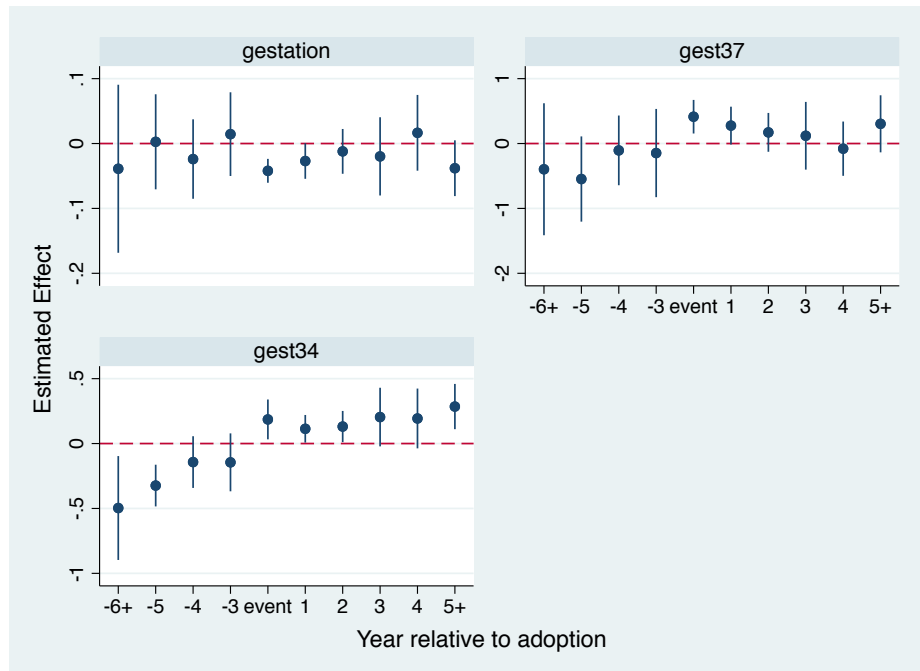 gestation
.1
0
-.1
-.2
gest37
1
0
-1
-2
-6+ -5 -4 -3 event 1 2 3 4 5+
gest34
.5
0
-.5
-1
-6+ -5 -4 -3 event 1 2 3 4 5+
Estimated Effect
Year relative to adoption